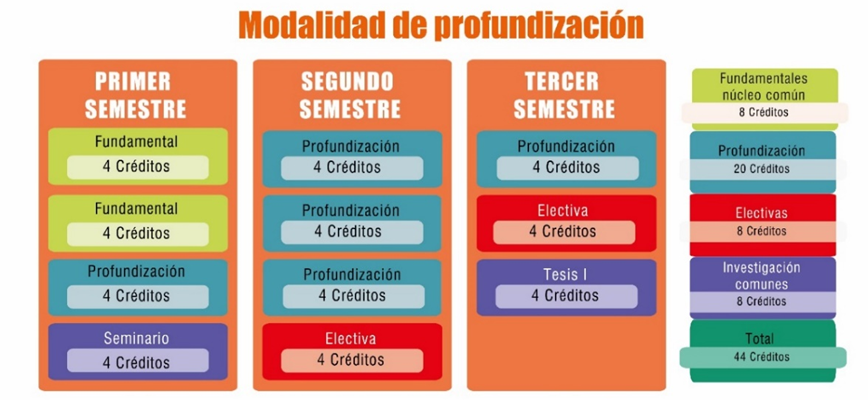 Modalidad de profundización
PRIMER
SEMESTRE
Fundamental
4 Créditos
Fundamental
4 Créditos
Profundización
4 Créditos
Seminario
4 Créditos
SEGUNDO
SEMESTRE
Profundización
4 Créditos
Profundización
4 Créditos
Profundización
4 Créditos
Electiva
4 Créditos
TERCER
SEMESTRE
Profundización
4 Créditos
Electiva
4 Créditos
Tesis I
4 Créditos
Fundamentales
núcleo común
8 Créditos
Profundización
20 Créditos
Electivas
8 Créditos
Investigación
comunes
8 Créditos
Total
44 Créditos